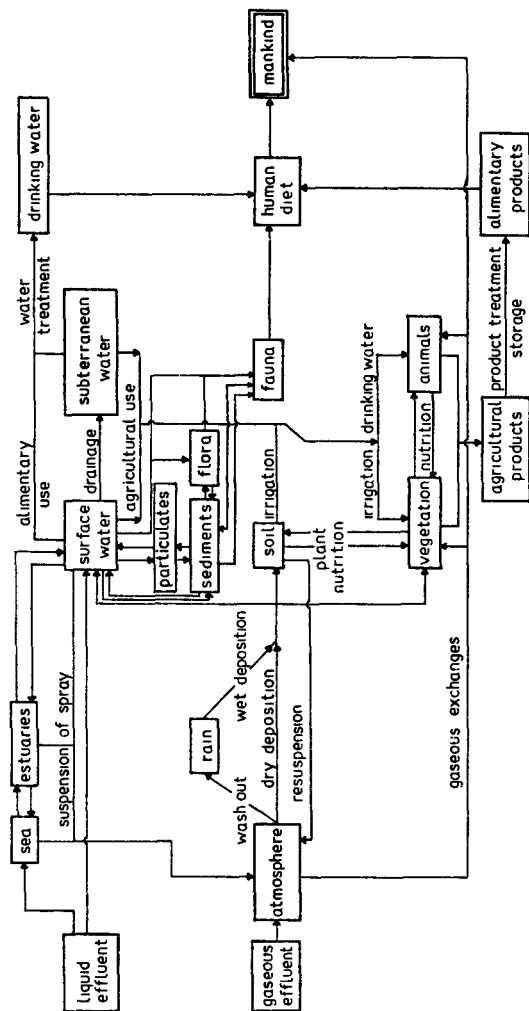 liquid
effluent
gaseous
effluent
sea
estuaries
suspension of spray
atmosphere
wash out
rain
wet deposition
dry deposition
resuspension
gaseous exchanges
surface
water
drainage
alimentary
use
agricultural use
subterranean
water
water
treatment
drinking water
particulates
sediments
flora
fauna
soil
irrigation
plant
nutrition
irrigation
drinking water
vegetation
nutrition
animals
agricultural
products
product treatment
storage
alimentary
products
human
diet
mankind